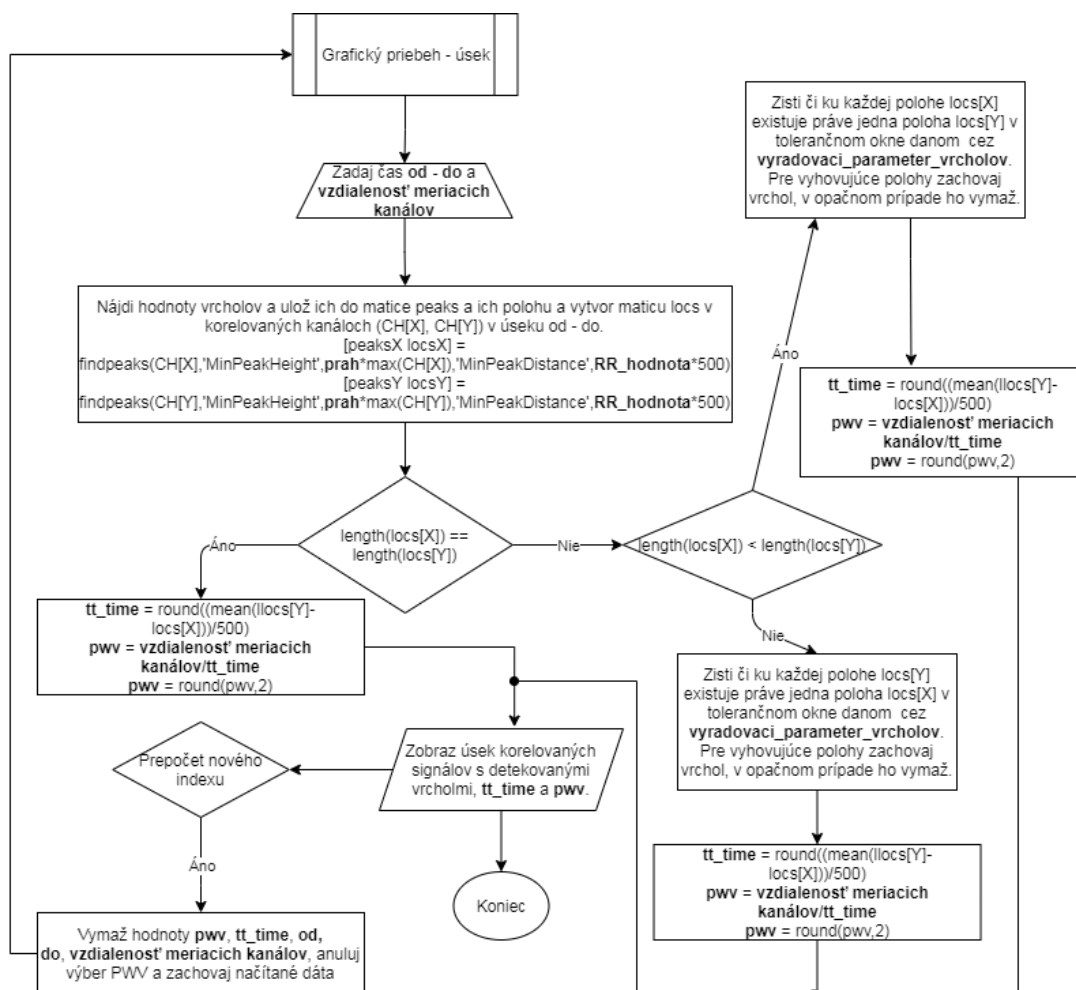 Grafický priebeh - úsek
Zadaj čas od - do a
vzdialenosť meriacich
kanálov
Nájdi hodnoty vrcholov a ulož ich do matice peaks a ich polohu a vytvor maticu locs v
korelovaných kanáloch (CH[X], CH[Y]) v úseku od - do.
[peaksX locsX] =
findpeaks(CH[X],'MinPeakHeight',prah*max(CH[X]),'MinPeakDistance',RR_hodnota*500)
[peaksY locsY] =
findpeaks(CH[Y],'MinPeakHeight',prah*max(CH[Y]),'MinPeakDistance',RR_hodnota*500)
length(locs[X]) ==
length(locs[Y])
Áno
Nie
length(locs[X]) < length(locs[Y])
Áno
Nie
Zisti či ku každej polohe locs[X]
existuje práve jedna poloha locs[Y] v
tolerančnom okne danom cez
vyradovaci_parameter_vrcholov.
Pre vyhovujúce polohy zachovaj
vrchol, v opačnom prípade ho vymaž.
tt_time = round((mean(llocs[Y]-
locs[X]))/500)
pwv = vzdialenosť meriacich
kanálov/tt_time
pwv = round(pwv,2)
tt_time = round((mean(llocs[Y]-
locs[X]))/500)
pwv = vzdialenosť meriacich
kanálov/tt_time
pwv = round(pwv,2)
Zisti či ku každej polohe locs[Y]
existuje práve jedna poloha locs[X] v
tolerančnom okne danom cez
vyradovaci_parameter_vrcholov.
Pre vyhovujúce polohy zachovaj
vrchol, v opačnom prípade ho vymaž.
tt_time = round((mean(llocs[Y]-
locs[X]))/500)
pwv = vzdialenosť meriacich
kanálov/tt_time
pwv = round(pwv,2)
Zobraz úsek korelovaných
signálov s detekovanými
vrcholmi, tt_time a pwv.
Prepočet nového
indexu
Áno
Koniec
Vymaž hodnoty pwv, tt_time, od,
do, vzdialenosť meriacich kanálov, anuluj
výber PWV a zachovaj načítané dáta